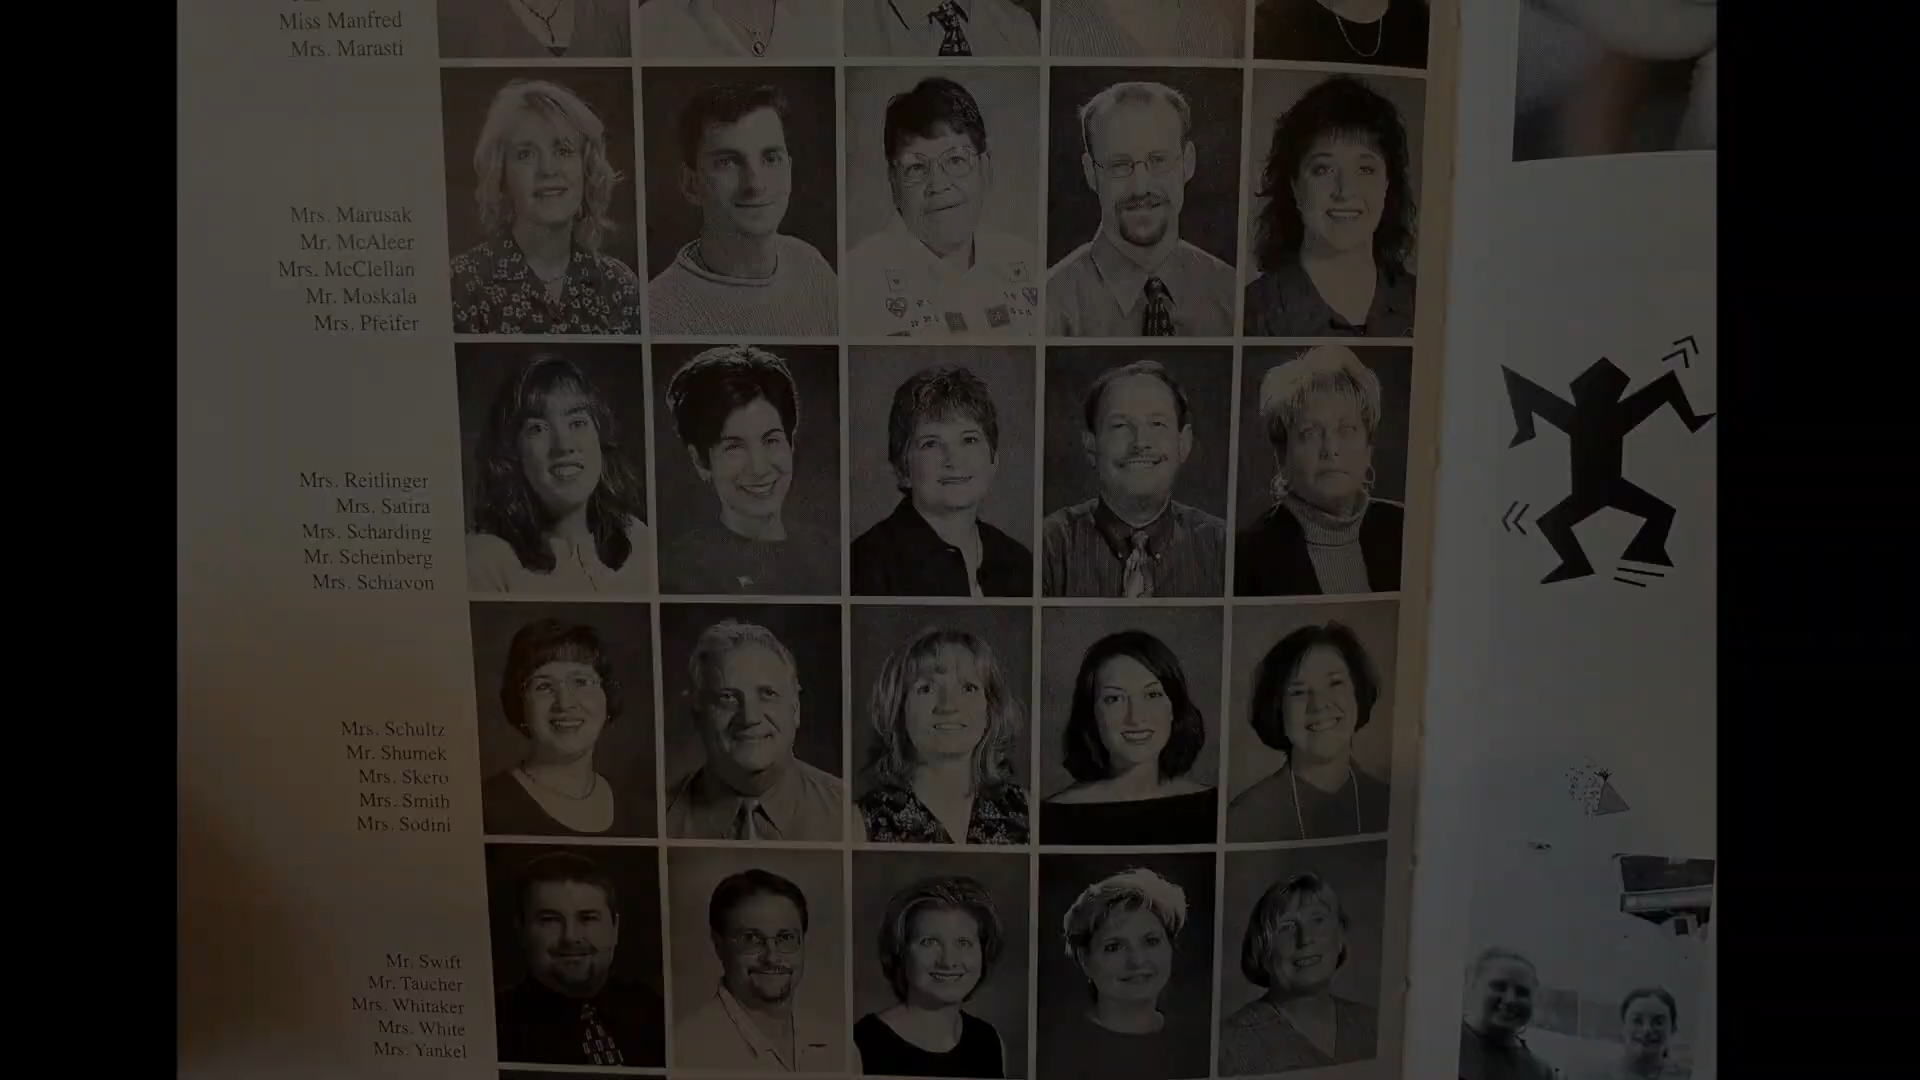 Miss Manfred
Mrs. Marasti
Mrs. Marusak
Mr. McAleer
Mrs. McClellan
Mr. Moskala
Mrs. Pfeifer
Mrs. Reitlinger
Mrs. Satira
Mrs. Scharding
Mr. Scheinberg
Mrs. Schiavon
Mrs. Schultz
Mr. Shumek
Mrs. Skero
Mrs. Smith
Mrs. Sodini
Mr. Swift
Mr. Taucher
Mrs. Whitaker
Mrs. White
Mrs. Yankel